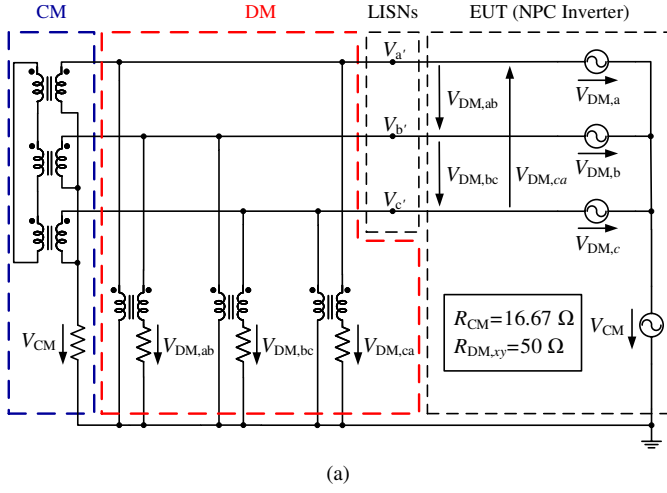 CM
DM
LISNs
EUT (NPC Inverter)
V_a'
V_DM,ab
V_DM,a
V_b'
V_DM,bc
V_DM,ca
V_DM,b
V_c'
V_DM,c
V_CM
V_DM,ab
V_DM,bc
V_DM,ca
R_CM=16.67 Ω
R_DM,xy=50 Ω
V_CM
(a)